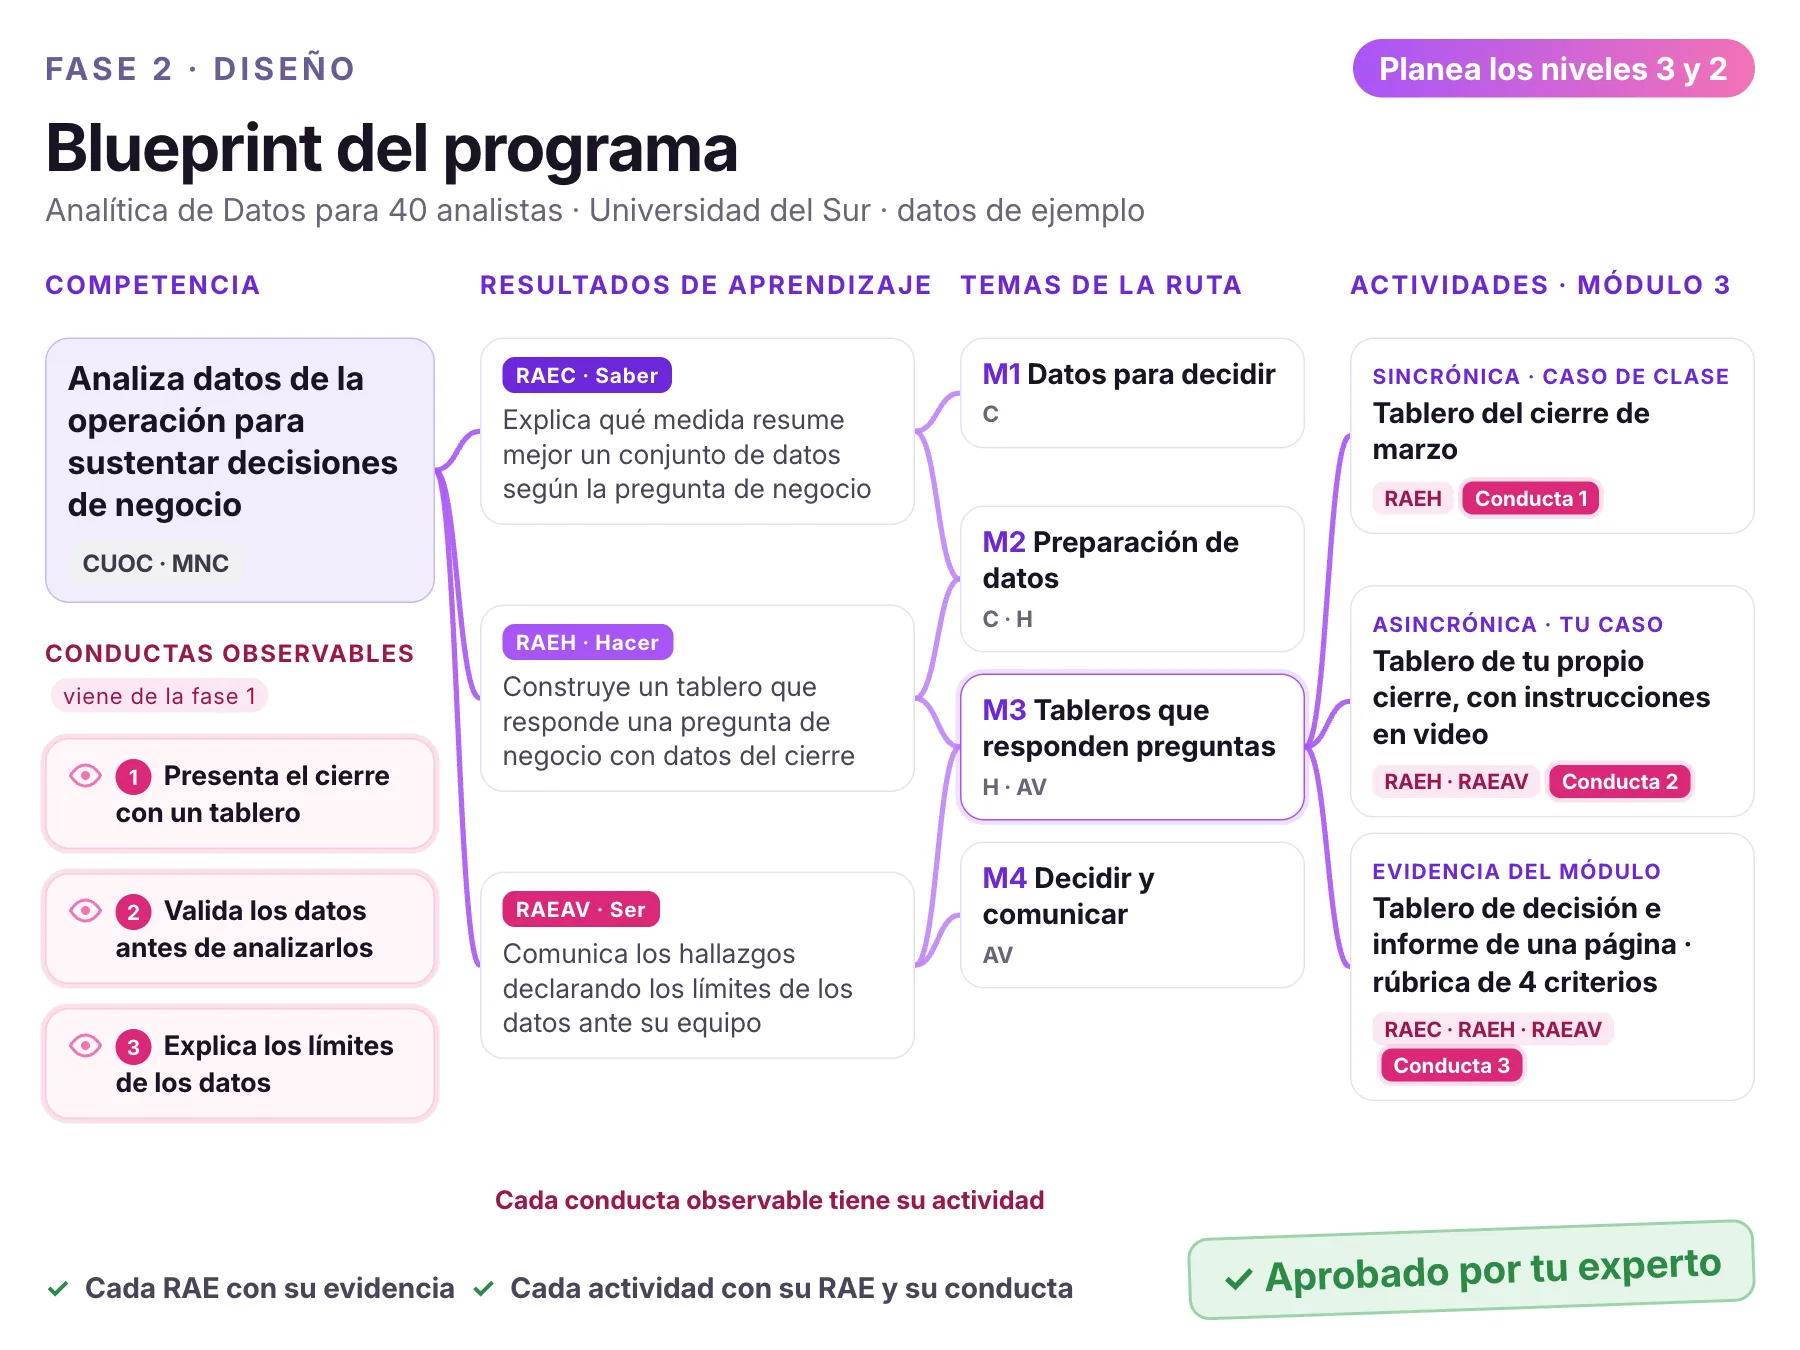 FASE 2 · DISEÑO
Planea los niveles 3 y 2
Blueprint del programa
Analítica de Datos para 40 analistas · Universidad del Sur · datos de ejemplo
COMPETENCIA
Analiza datos de la
operación para
sustentar decisiones
de negocio
CUOC · MNC
CONDUCTAS OBSERVABLES
viene de la fase 1
1 Presenta el cierre
con un tablero
2 Valida los datos
antes de analizarlos
3 Explica los límites
de los datos
RESULTADOS DE APRENDIZAJE
RAEC · Saber
Explica qué medida resume
mejor un conjunto de datos
según la pregunta de negocio
RAEH · Hacer
Construye un tablero que
responde una pregunta de
negocio con datos del cierre
RAEAV · Ser
Comunica los hallazgos
declarando los límites de los
datos ante su equipo
TEMAS DE LA RUTA
M1 Datos para decidir
C
M2 Preparación de
datos
C · H
M3 Tableros que
responden preguntas
H · AV
M4 Decidir y
comunicar
AV
ACTIVIDADES · MÓDULO 3
SINCRÓNICA · CASO DE CLASE
Tablero del cierre de
marzo
RAEH Conducta 1
ASINCRÓNICA · TU CASO
Tablero de tu propio
cierre, con instrucciones
en video
RAEH · RAEAV Conducta 2
EVIDENCIA DEL MÓDULO
Tablero de decisión e
informe de una página ·
rúbrica de 4 criterios
RAEC · RAEH · RAEAV
Conducta 3
Cada conducta observable tiene su actividad
✓ Cada RAE con su evidencia ✓ Cada actividad con su RAE y su conducta
✓ Aprobado por tu experto